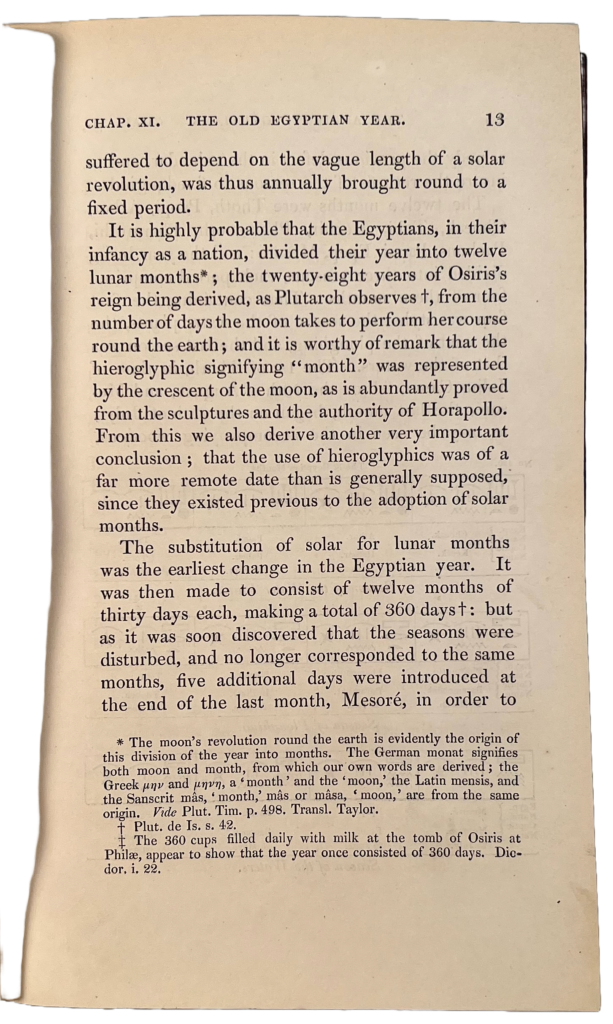 CHAP. XI. THE OLD EGYPTIAN YEAR. 13
suffered to depend on the vague length of a solar
revolution, was thus annually brought round to a
fixed period.
It is highly probable that the Egyptians, in their
infancy as a nation, divided their year into twelve
lunar months*; the twenty-eight years of Osiris's
reign being derived, as Plutarch observes †, from the
number of days the moon takes to perform her course
round the earth; and it is worthy of remark that the
hieroglyphic signifying "month" was represented
by the crescent of the moon, as is abundantly proved
from the sculptures and the authority of Horapollo.
From this we also derive another very important
conclusion; that the use of hieroglyphics was of a
far more remote date than is generally supposed,
since they existed previous to the adoption of solar
months.
The substitution of solar for lunar months
was the earliest change in the Egyptian year. It
was then made to consist of twelve months of
thirty days each, making a total of 360 days†: but
as it was soon discovered that the seasons were
disturbed, and no longer corresponded to the same
months, five additional days were introduced at
the end of the last month, Mesoré, in order to
* The moon's revolution round the earth is evidently the origin of
this division of the year into months. The German monat signifies
both moon and month, from which our own words are derived; the
Greek μην and μηνη, a 'month' and the 'moon,' the Latin mensis, and
the Sanscrit mâs, 'month,' mâs or mâsa, 'moon,' are from the same
origin. Vide Plut. Tim. p. 498. Transl. Taylor.
† Plut. de Is. s. 42.
‡ The 360 cups filled daily with milk at the tomb of Osiris at
Philæ, appear to show that the year once consisted of 360 days. Dio-
dor. i. 22.